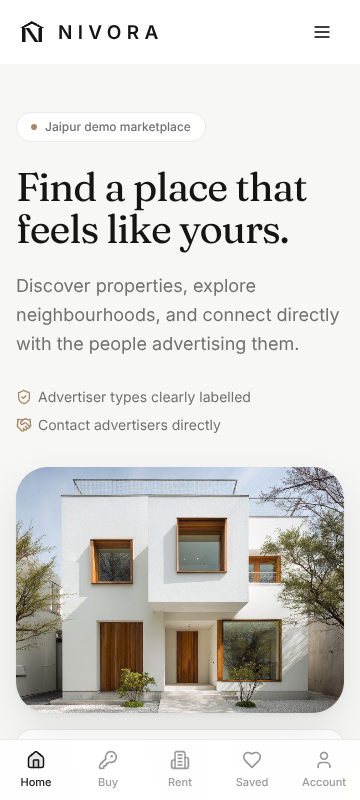 NIVORA
Jaipur demo marketplace
Find a place that
feels like yours.
Discover properties, explore
neighbourhoods, and connect directly
with the people advertising them.
Advertiser types clearly labelled
Contact advertisers directly
Home Buy Rent Saved Account